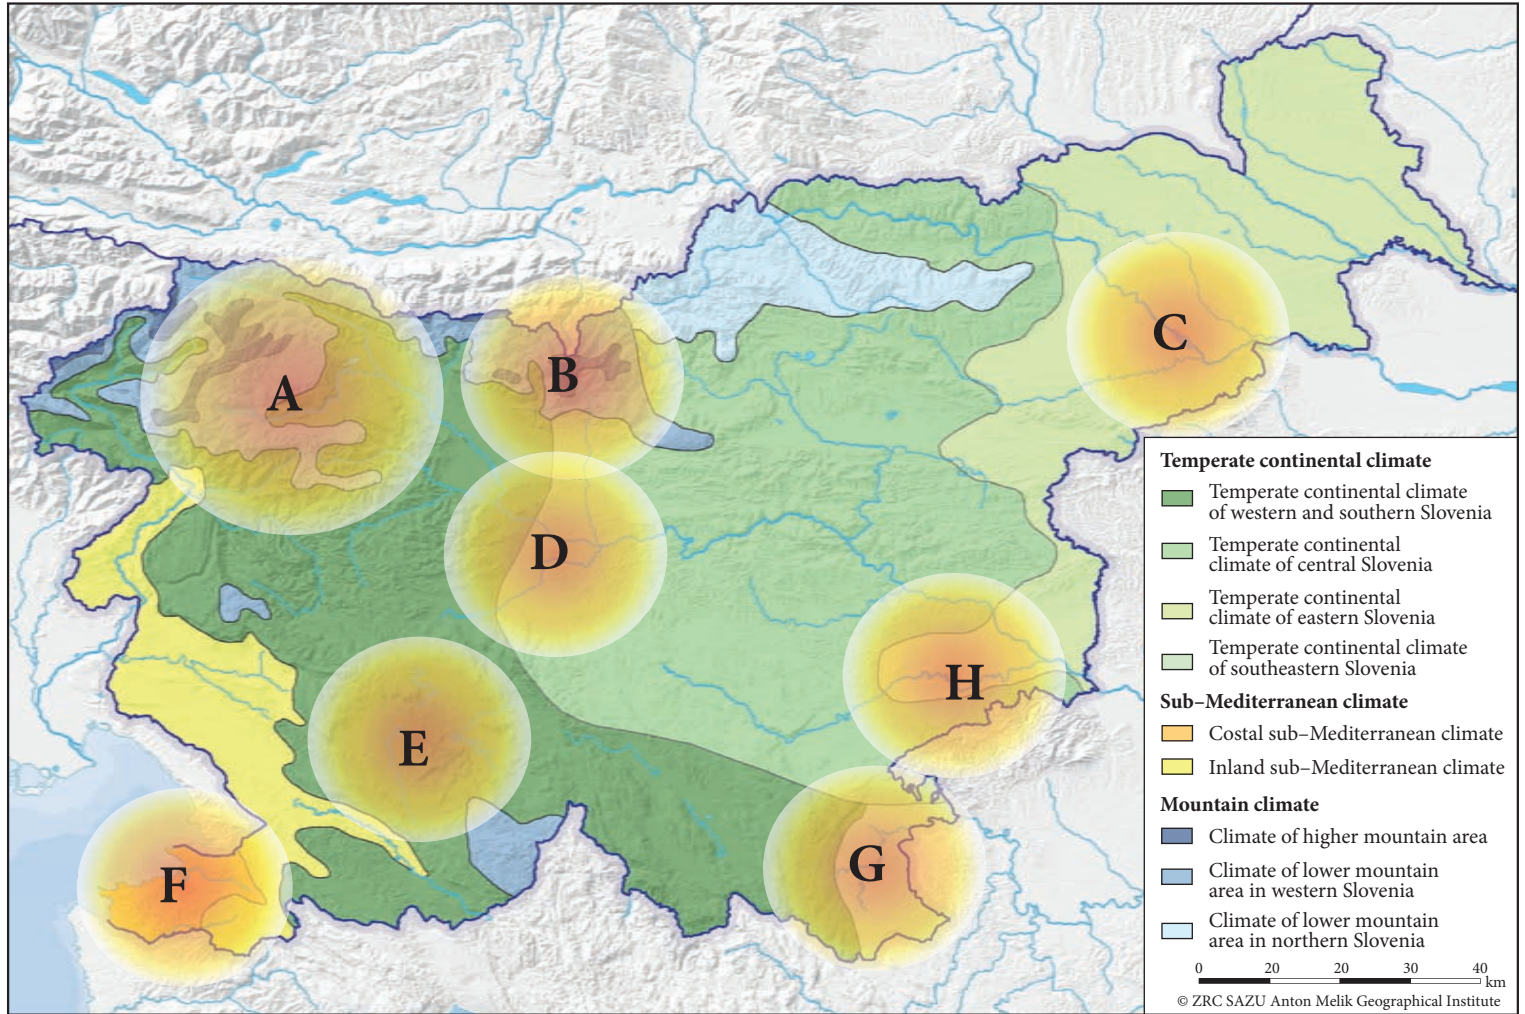 A
B
C
D
E
F
G
H
Temperate continental climate
Temperate continental climate
of western and southern Slovenia
Temperate continental
climate of central Slovenia
Temperate continental
climate of eastern Slovenia
Temperate continental climate
of southeastern Slovenia
Sub–Mediterranean climate
Costal sub–Mediterranean climate
Inland sub–Mediterranean climate
Mountain climate
Climate of higher mountain area
Climate of lower mountain
area in western Slovenia
Climate of lower mountain
area in northern Slovenia
0 20 20 30 40
km
© ZRC SAZU Anton Melik Geographical Institute